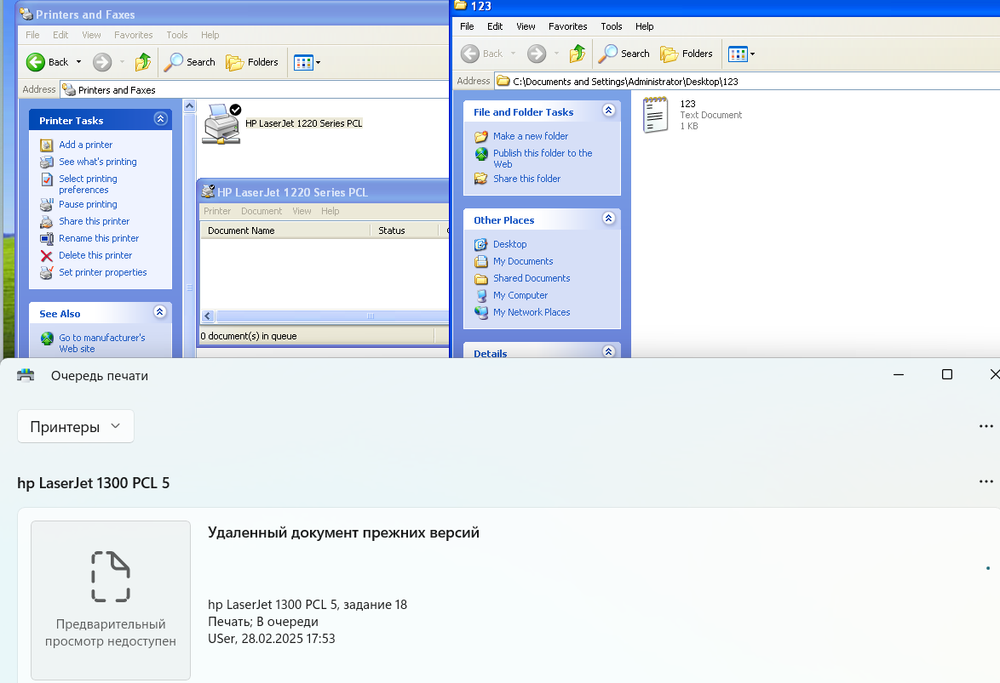 Printers and Faxes
File Edit View Favorites Tools Help
Back Search Folders
Address Printers and Faxes
Printer Tasks
Add a printer
See what's printing
Select printing
preferences
Pause printing
Share this printer
Rename this printer
Delete this printer
Set printer properties
See Also
Go to manufacturer's
Web site
HP LaserJet 1220 Series PCL
HP LaserJet 1220 Series PCL
Printer Document View Help
Document Name Status
0 document(s) in queue
123
File Edit View Favorites Tools Help
Back Search Folders
Address C:\Documents and Settings\Administrator\Desktop\123
File and Folder Tasks
Make a new folder
Publish this folder to the
Web
Share this folder
Other Places
Desktop
My Documents
Shared Documents
My Computer
My Network Places
Details
123
Text Document
1 KB
Очередь печати
Принтеры
hp LaserJet 1300 PCL 5
Предварительный
просмотр недоступен
Удаленный документ прежних версий
hp LaserJet 1300 PCL 5, задание 18
Печать; В очереди
USer, 28.02.2025 17:53